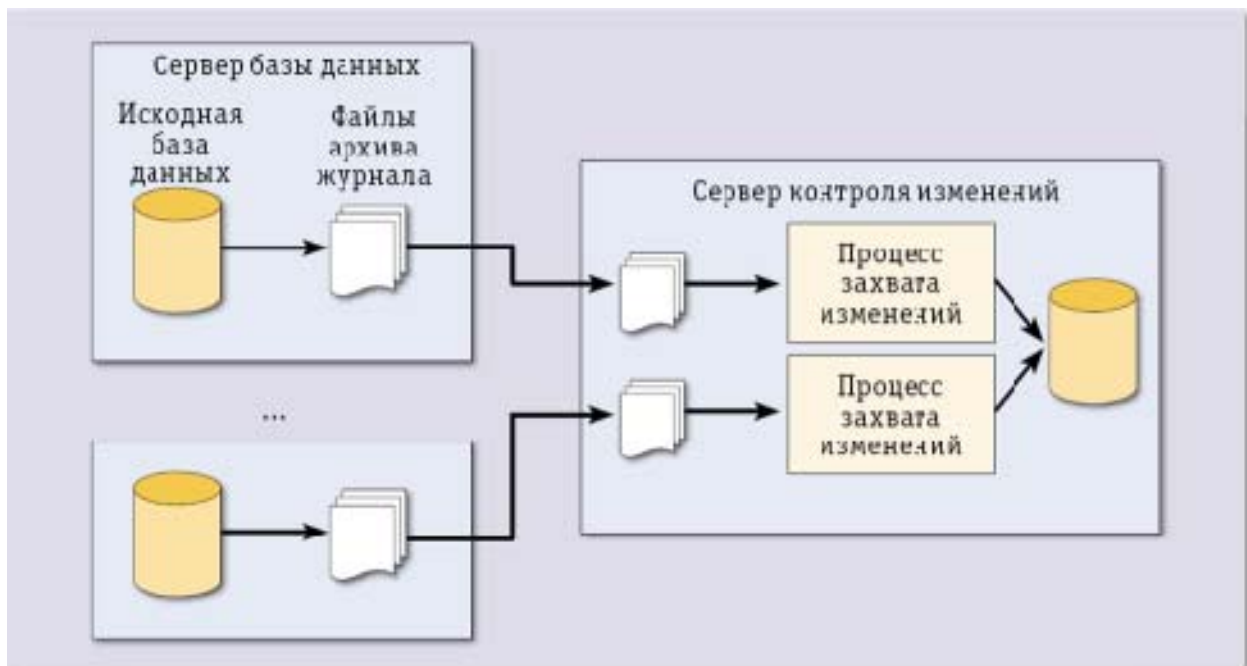 Сервер базы данных
Исходная
база
данных
Файлы
архива
журнала
Сервер контроля изменений
Процесс
захвата
изменений
...
Процесс
захвата
изменений